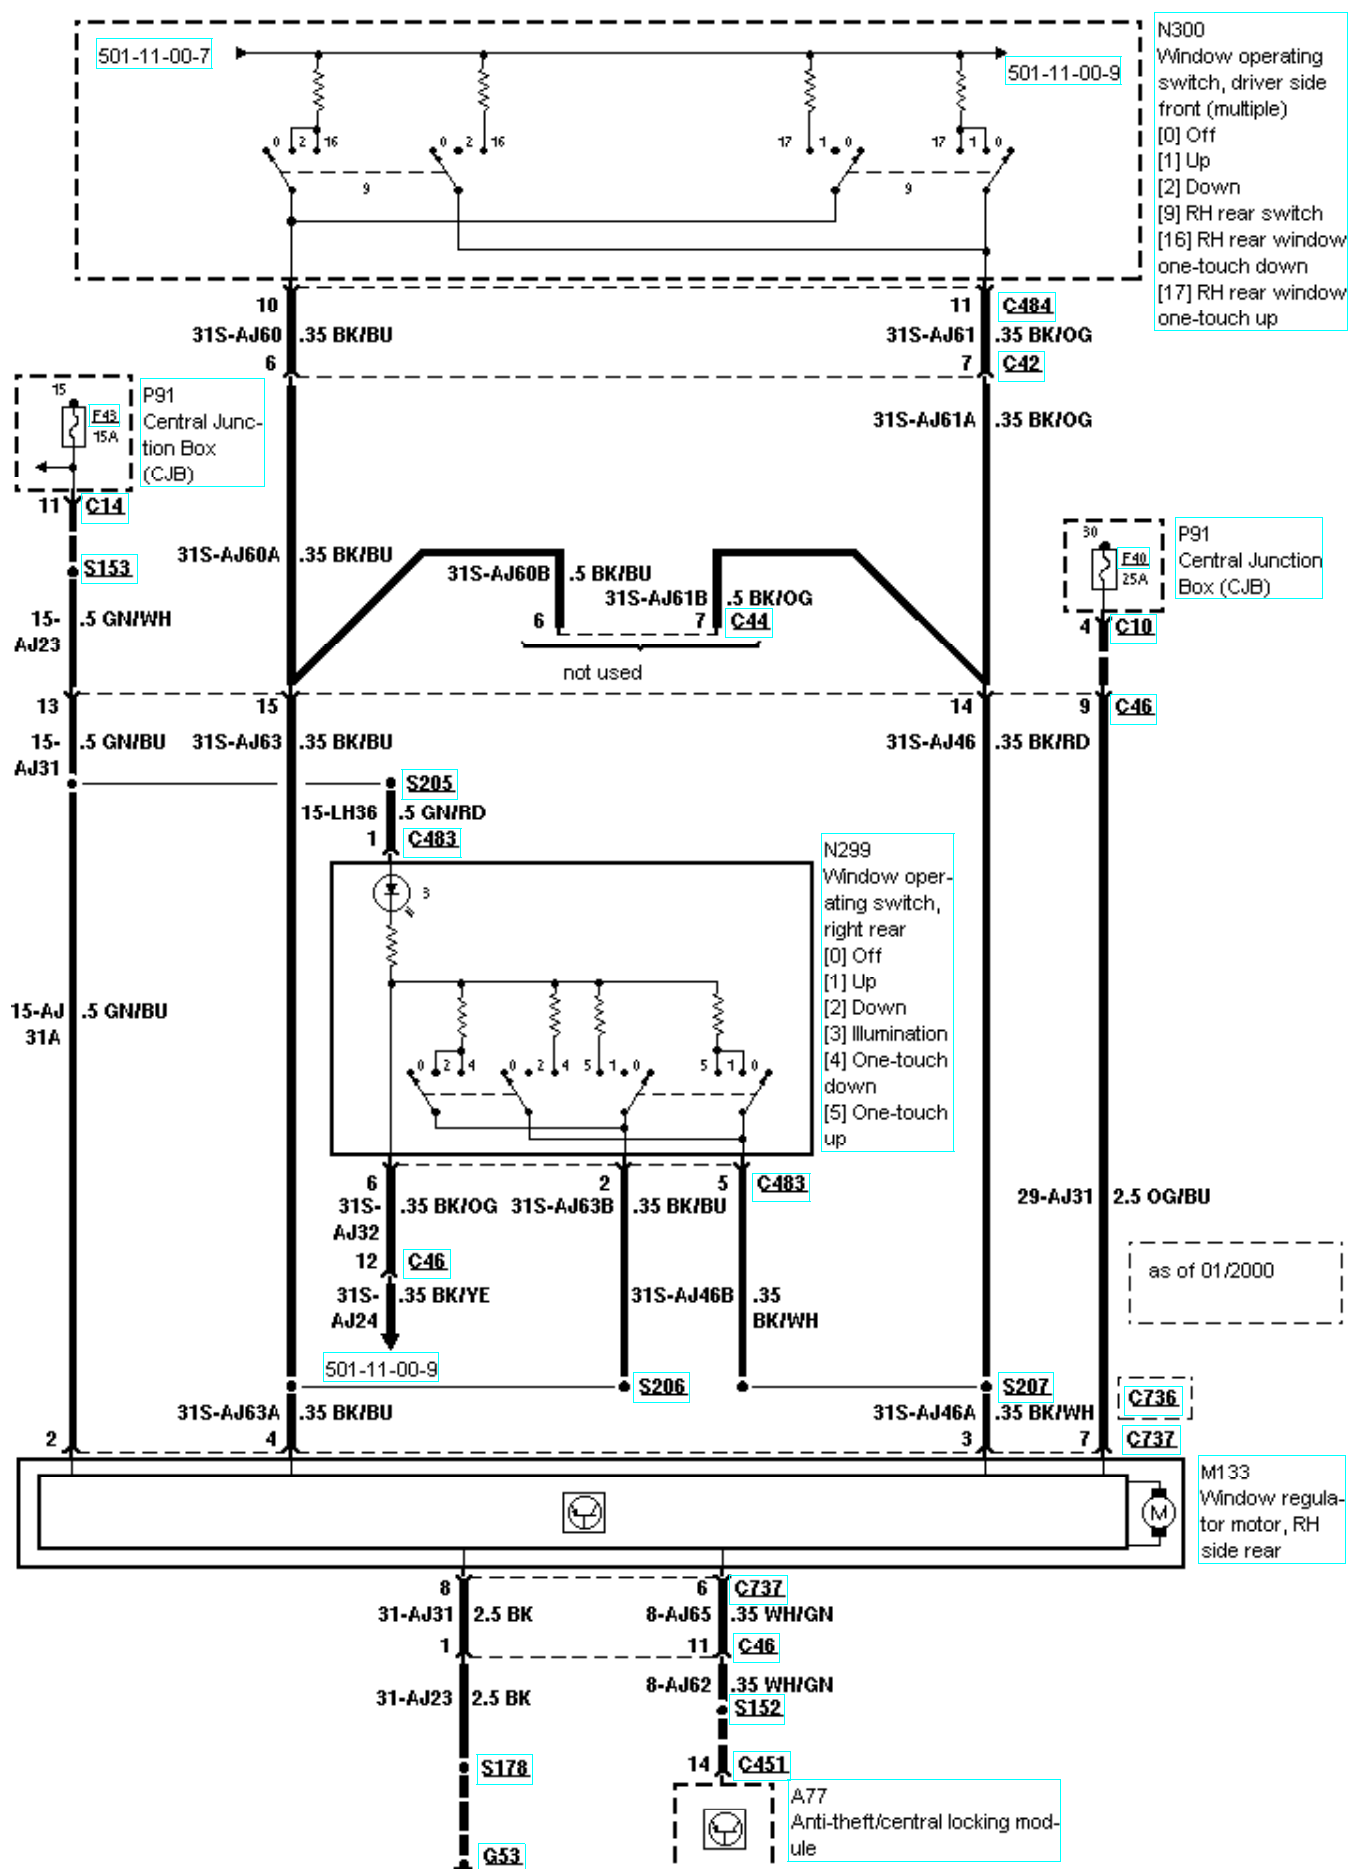 501-11-00-7
501-11-00-9
N300
Window operating
switch, driver side
front (multiple)
[0] Off
[1] Up
[2] Down
[9] RH rear switch
[16] RH rear window
one-touch down
[17] RH rear window
one-touch up
0 2 16
0 2 16
17 1 0
17 1 0
9
9
10
11 C484
31S-AJ60 .35 BK/BU
31S-AJ61 .35 BK/OG
6
7 C42
15
F43
15A
P91
Central Junc-
tion Box
(CJB)
31S-AJ61A .35 BK/OG
11 C14
30
F40
25A
P91
Central Junction
Box (CJB)
S153
31S-AJ60A .35 BK/BU
31S-AJ60B .5 BK/BU
31S-AJ61B .5 BK/OG
15- .5 GN/WH
AJ23
6
7 C44
4 C10
not used
13
15
14
9 C46
15- .5 GN/BU
AJ31
31S-AJ63 .35 BK/BU
31S-AJ46 .35 BK/RD
S205
15-LH36 .5 GN/RD
1 C483
3
N299
Window oper-
ating switch,
right rear
[0] Off
[1] Up
[2] Down
[3] Illumination
[4] One-touch
down
[5] One-touch
up
15-AJ .5 GN/BU
31A
0 2 4
0 2 4
5 1 0
5 1 0
6
2
5 C483
31S- .35 BK/OG
AJ32
31S-AJ63B .35 BK/BU
29-AJ31 2.5 OG/BU
12 C46
31S- .35 BK/YE
AJ24
31S-AJ46B .35
BK/WH
as of 01/2000
501-11-00-9
S206
S207
C736
31S-AJ63A .35 BK/BU
31S-AJ46A .35 BK/WH
2
4
3
7 C737
M
M133
Window regula-
tor motor, RH
side rear
8
6 C737
31-AJ31 2.5 BK
8-AJ65 .35 WH/GN
1
11 C46
31-AJ23 2.5 BK
8-AJ62 .35 WH/GN
S152
S178
14 C451
A77
Anti-theft/central locking mod-
ule
G53